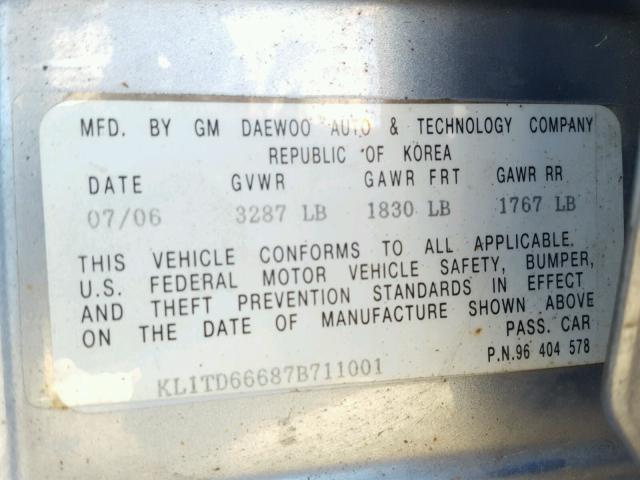 MFD. BY GM DAEWOO AUTO & TECHNOLOGY COMPANY
REPUBLIC OF KOREA
DATE GVWR GAWR FRT GAWR RR
07/06 3287 LB 1830 LB 1767 LB
THIS VEHICLE CONFORMS TO ALL APPLICABLE.
U.S. FEDERAL MOTOR VEHICLE SAFETY, BUMPER,
AND THEFT PREVENTION STANDARDS IN EFFECT
ON THE DATE OF MANUFACTURE SHOWN ABOVE
PASS. CAR
P.N.96 404 578
KL1TD66687B711001